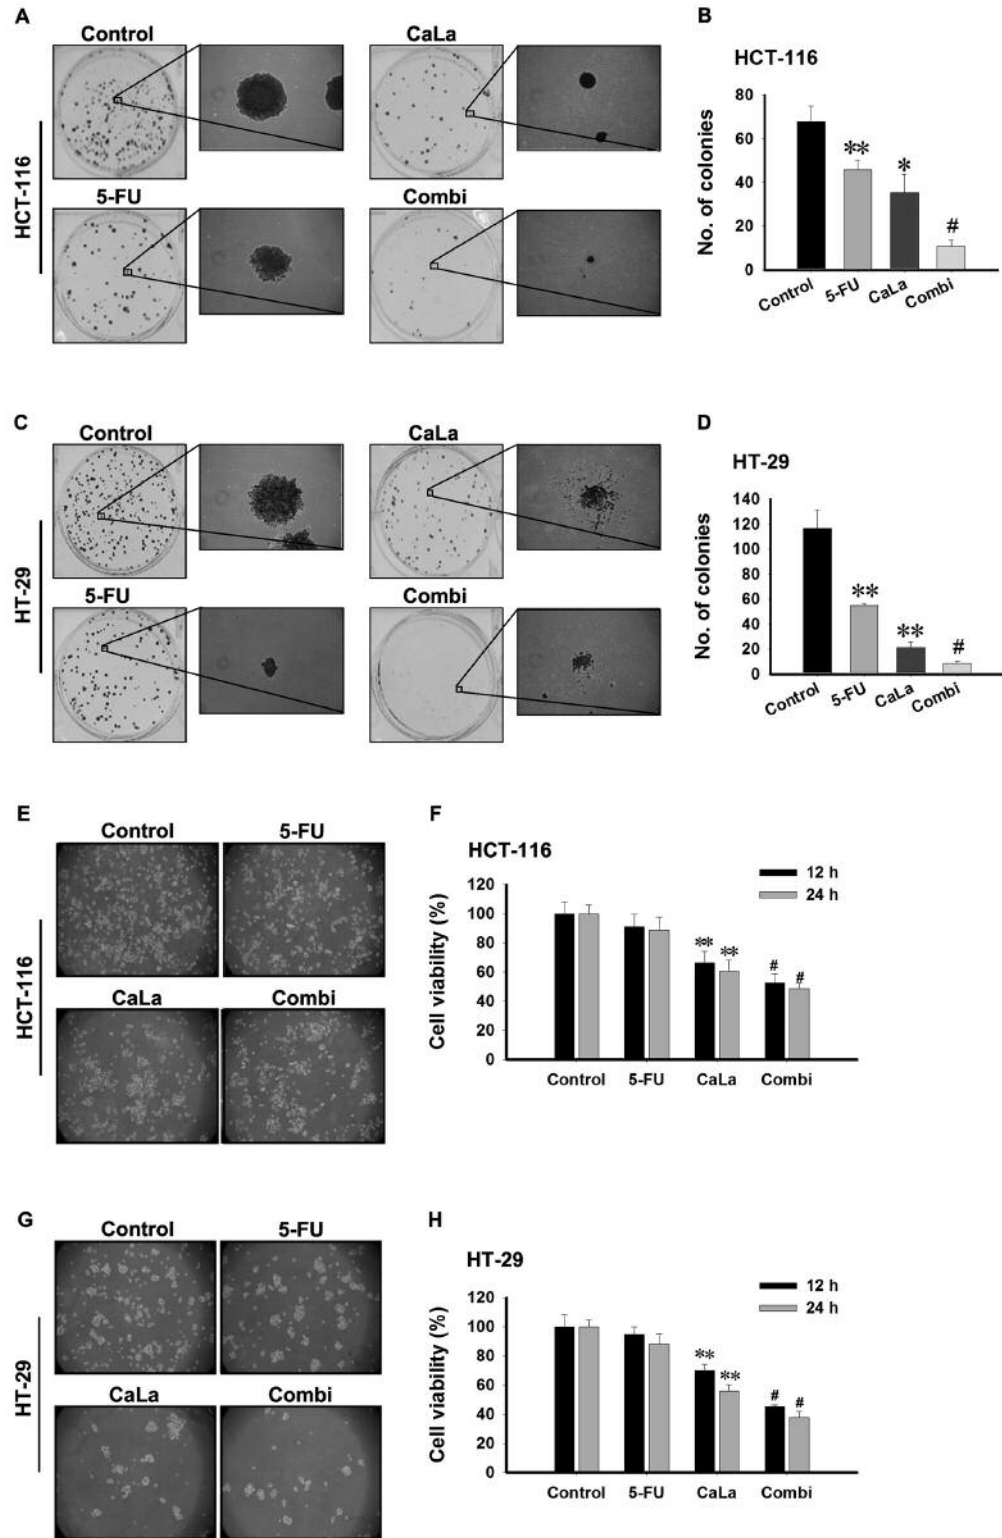 A
Control
CaLa
HCT-116
5-FU
Combi
B
HCT-116
No. of colonies
80
60
40
20
0
**
*
#
Control
5-FU
CaLa
Combi
C
Control
CaLa
HT-29
5-FU
Combi
D
HT-29
No. of colonies
140
120
100
80
60
40
20
0
**
**
#
Control
5-FU
CaLa
Combi
E
Control
5-FU
HCT-116
CaLa
Combi
F
HCT-116
12 h
24 h
Cell viability (%)
120
100
80
60
40
20
0
** **
# #
Control 5-FU CaLa Combi
G
Control
5-FU
HT-29
CaLa
Combi
H
HT-29
12 h
24 h
Cell viability (%)
120
100
80
60
40
20
0
** **
# #
Control 5-FU CaLa Combi